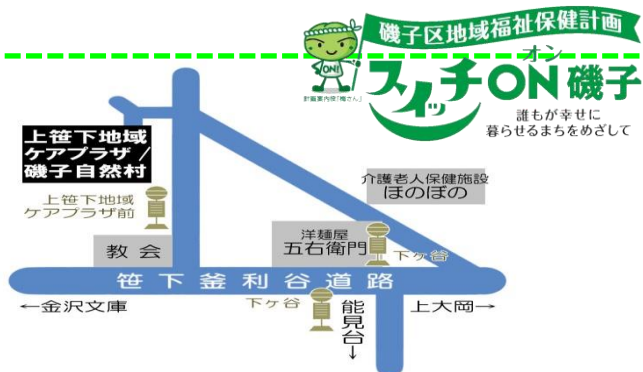 磯子区地域福祉保健計画
ON!
計画案内役「梅さん」
オン
スイッチON磯子
誰もが幸せに
暮らせるまちをめざして
上笹下地域
ケアプラザ/
磯子自然村
上笹下地域
ケアプラザ前
介護老人保健施設
ほのぼの
教会
洋麺屋
五右衛門
下ケ谷
笹下釜利谷道路
←金沢文庫
下ケ谷
能見台→
上大岡→